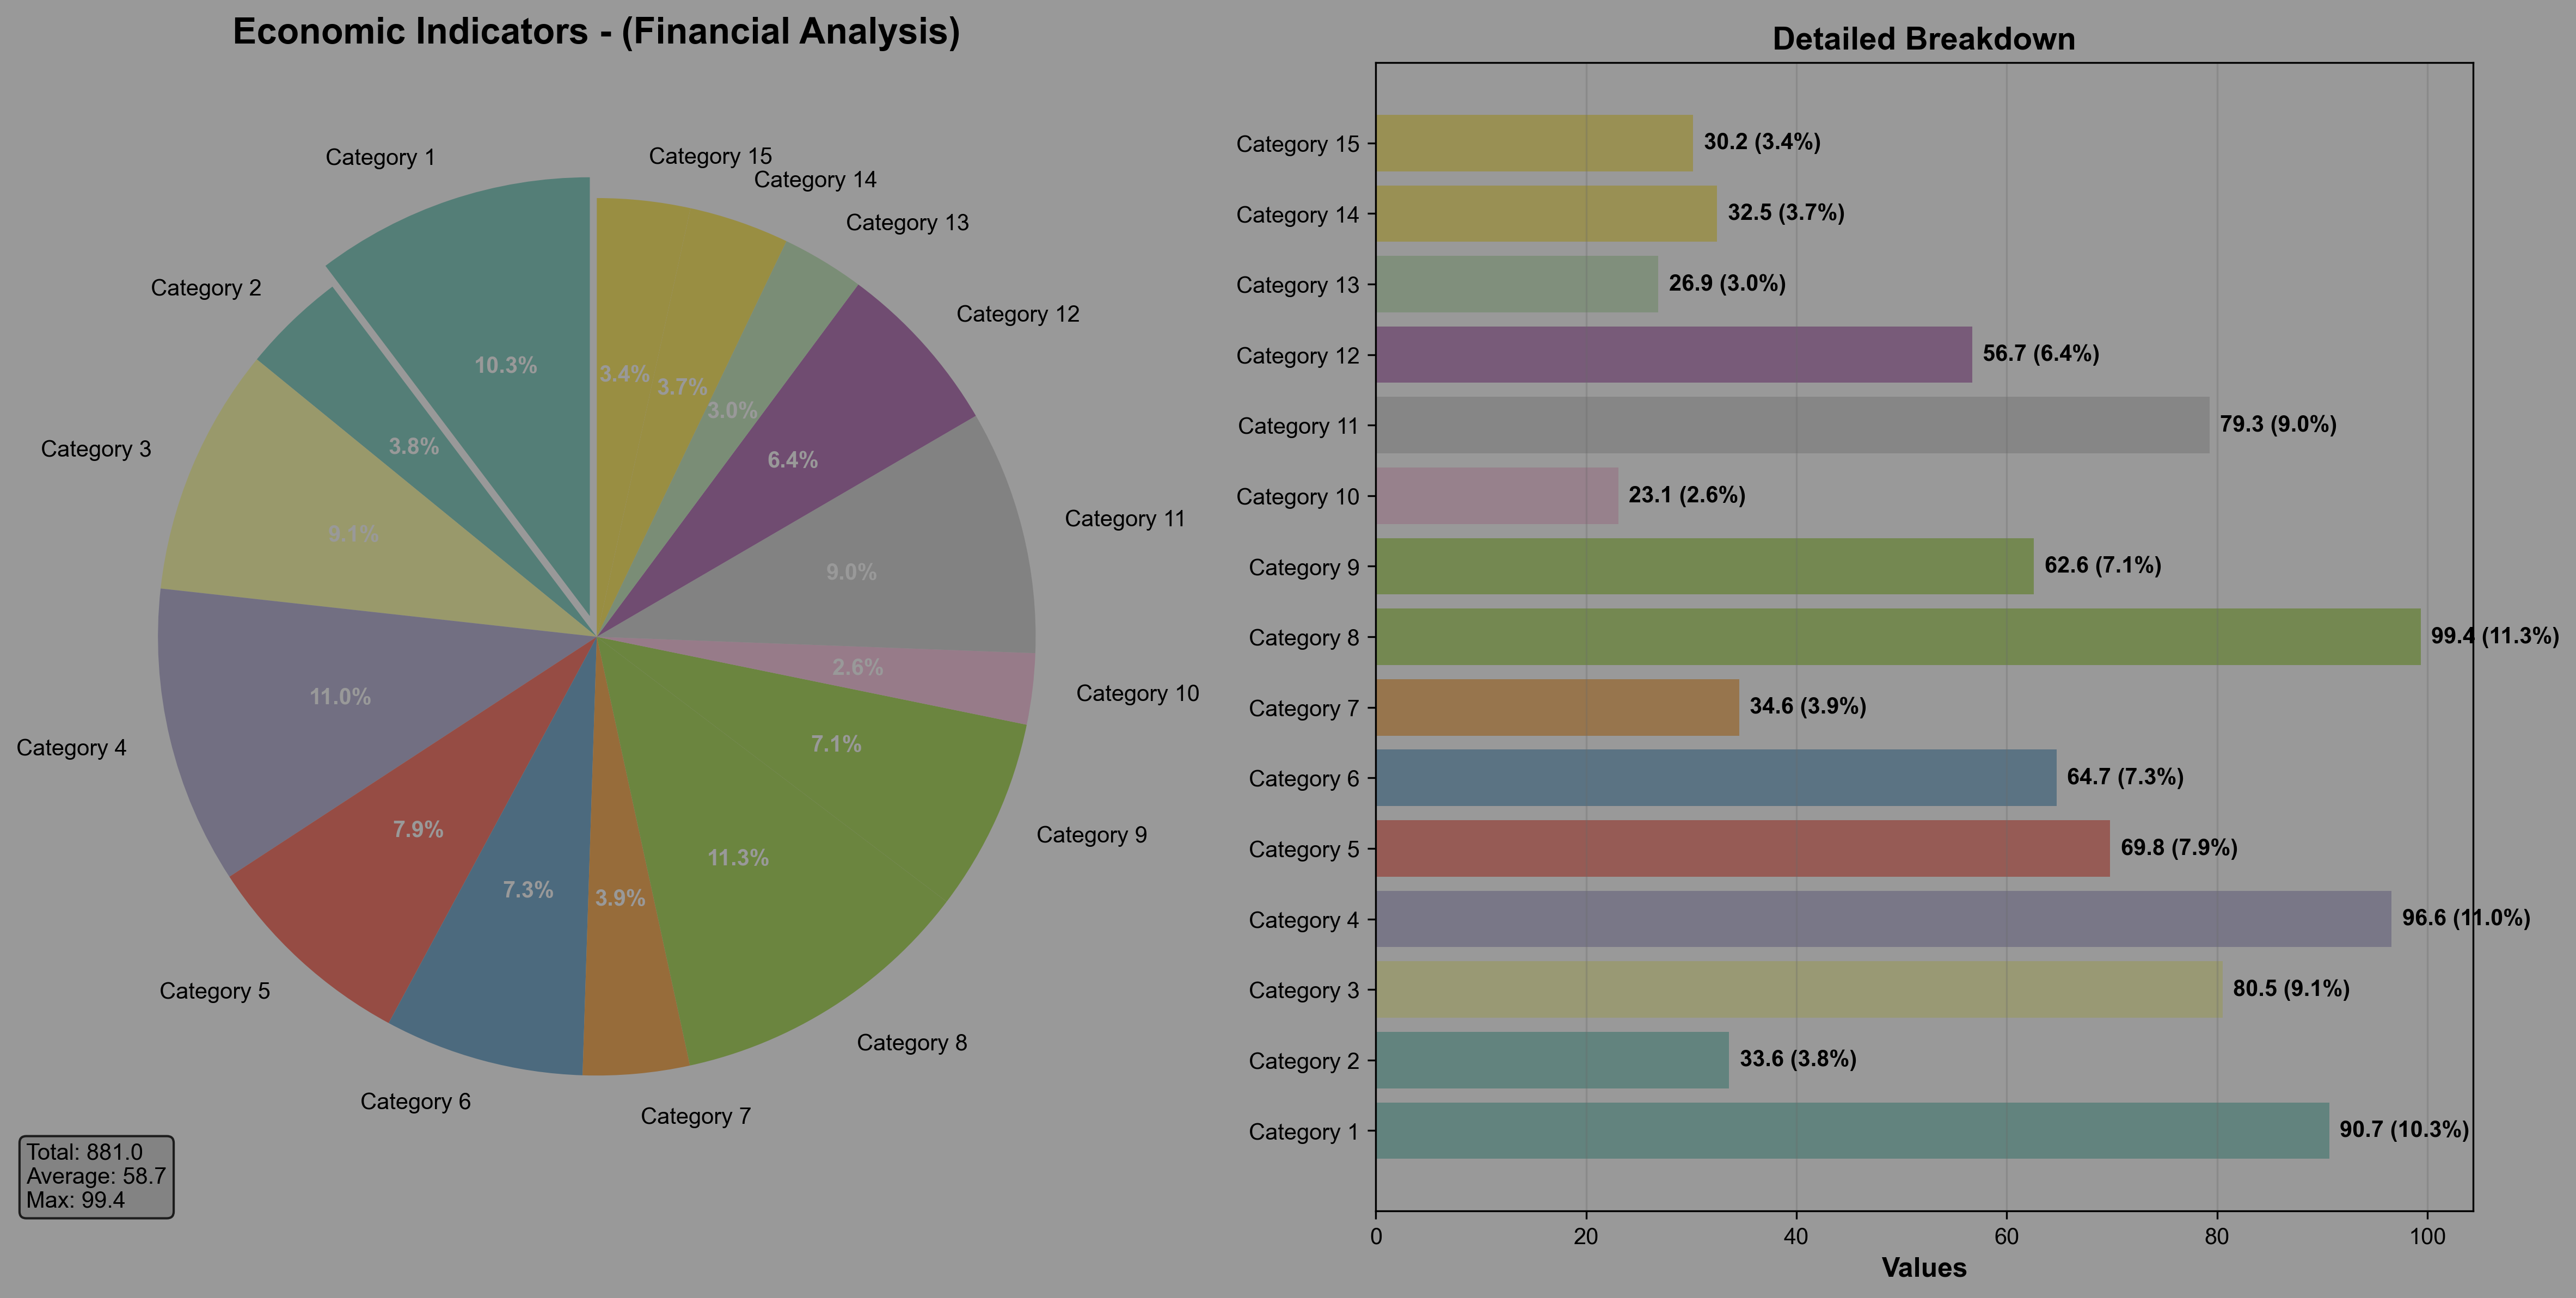 Economic Indicators - (Financial Analysis)
Category 1
Category 2
Category 3
Category 4
Category 5
Category 6
Category 7
Category 8
Category 9
Category 10
Category 11
Category 12
Category 13
Category 14
Category 15
10.3%
3.8%
9.1%
11.0%
7.9%
7.3%
3.9%
11.3%
7.1%
2.6%
9.0%
6.4%
3.0%
3.7%
3.4%
Total: 881.0
Average: 58.7
Max: 99.4
Detailed Breakdown
Category 15 30.2 (3.4%)
Category 14 32.5 (3.7%)
Category 13 26.9 (3.0%)
Category 12 56.7 (6.4%)
Category 11 79.3 (9.0%)
Category 10 23.1 (2.6%)
Category 9 62.6 (7.1%)
Category 8 99.4 (11.3%)
Category 7 34.6 (3.9%)
Category 6 64.7 (7.3%)
Category 5 69.8 (7.9%)
Category 4 96.6 (11.0%)
Category 3 80.5 (9.1%)
Category 2 33.6 (3.8%)
Category 1 90.7 (10.3%)
0 20 40 60 80 100
Values